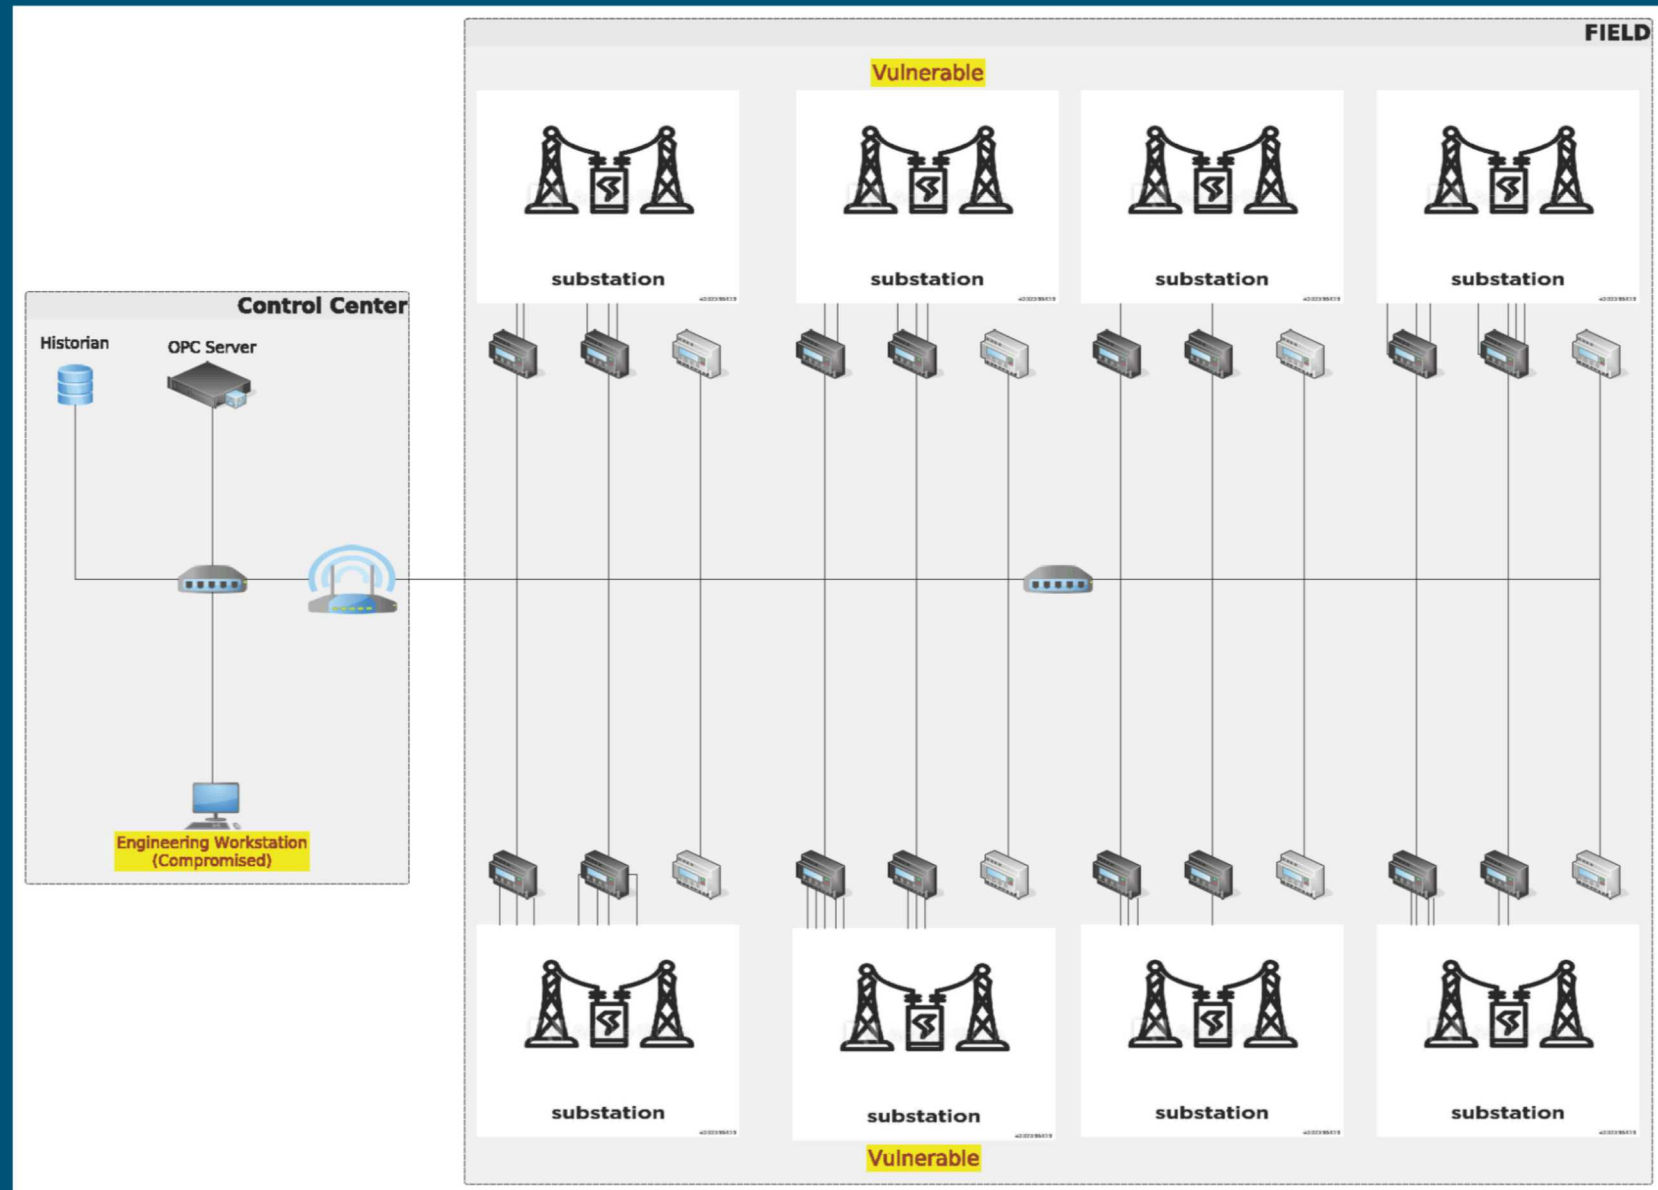 FIELD
Vulnerable
substation
substation
substation
substation
Control Center
Historian
OPC Server
Engineering Workstation
(Compromised)
substation
substation
substation
substation
Vulnerable